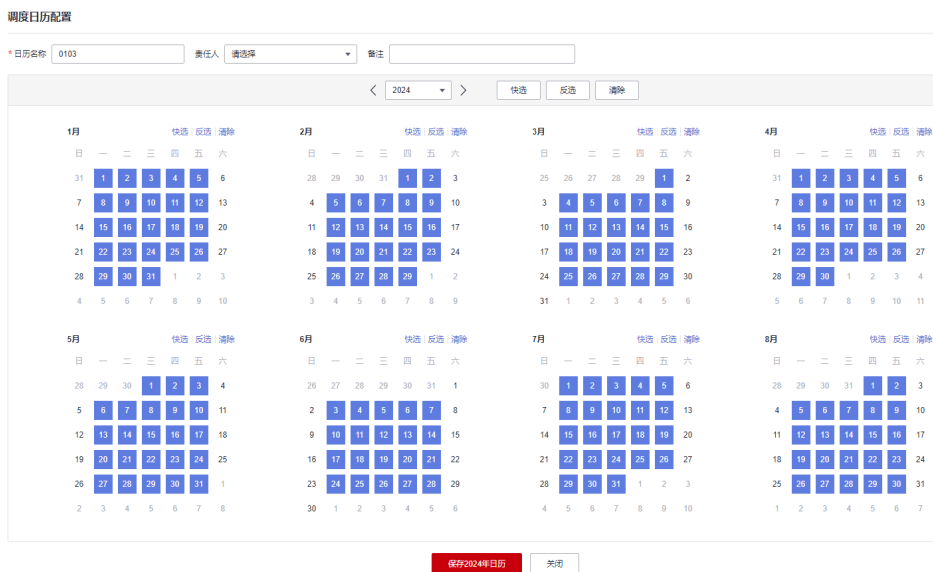 调度日历配置
* 日历名称 0103 责任人 请选择 备注
2024 快选 反选 清除
1月 快选 反选 清除 2月 快选 反选 清除 3月 快选 反选 清除 4月 快选 反选 清除
日 一 二 三 四 五 六 日 一 二 三 四 五 六 日 一 二 三 四 五 六 日 一 二 三 四 五 六
31 1 2 3 4 5 6 28 29 30 31 1 2 3 25 26 27 28 29 1 2 31 1 2 3 4 5 6
7 8 9 10 11 12 13 4 5 6 7 8 9 10 3 4 5 6 7 8 9 7 8 9 10 11 12 13
14 15 16 17 18 19 20 11 12 13 14 15 16 17 10 11 12 13 14 15 16 14 15 16 17 18 19 20
21 22 23 24 25 26 27 18 19 20 21 22 23 24 17 18 19 20 21 22 23 21 22 23 24 25 26 27
28 29 30 31 1 2 3 25 26 27 28 29 1 2 24 25 26 27 28 29 30 28 29 30 1 2 3 4
4 5 6 7 8 9 10 3 4 5 6 7 8 9 31 1 2 3 4 5 6 5 6 7 8 9 10 11
5月 快选 反选 清除 6月 快选 反选 清除 7月 快选 反选 清除 8月 快选 反选 清除
日 一 二 三 四 五 六 日 一 二 三 四 五 六 日 一 二 三 四 五 六 日 一 二 三 四 五 六
28 29 30 1 2 3 4 26 27 28 29 30 31 1 30 1 2 3 4 5 6 28 29 30 31 1 2 3
5 6 7 8 9 10 11 2 3 4 5 6 7 8 7 8 9 10 11 12 13 4 5 6 7 8 9 10
12 13 14 15 16 17 18 9 10 11 12 13 14 15 14 15 16 17 18 19 20 11 12 13 14 15 16 17
19 20 21 22 23 24 25 16 17 18 19 20 21 22 21 22 23 24 25 26 27 18 19 20 21 22 23 24
26 27 28 29 30 31 1 23 24 25 26 27 28 29 28 29 30 31 1 2 3 25 26 27 28 29 30 31
2 3 4 5 6 7 8 30 1 2 3 4 5 6 4 5 6 7 8 9 10 1 2 3 4 5 6 7
保存2024年日历 关闭